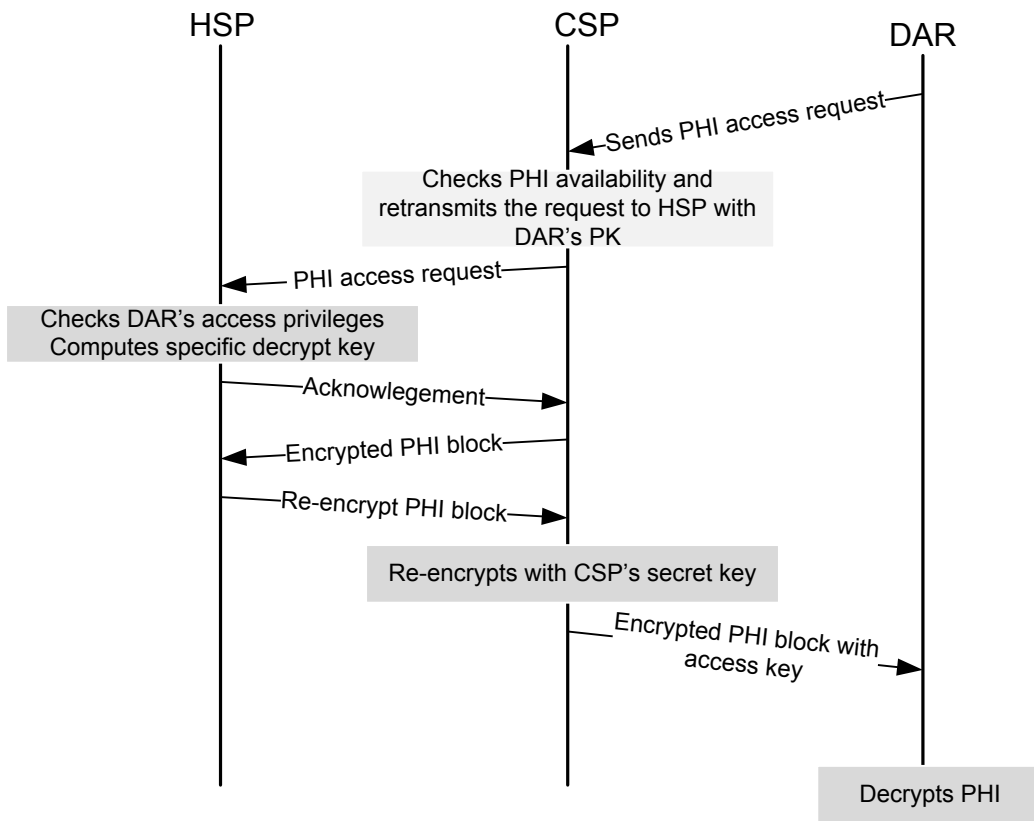 HSP
CSP
DAR
Sends PHI access request
Checks PHI availability and
retransmits the request to HSP with
DAR's PK
PHI access request
Checks DAR's access privileges
Computes specific decrypt key
Acknowlegement
Encrypted PHI block
Re-encrypt PHI block
Re-encrypts with CSP's secret key
Encrypted PHI block with
access key
Decrypts PHI